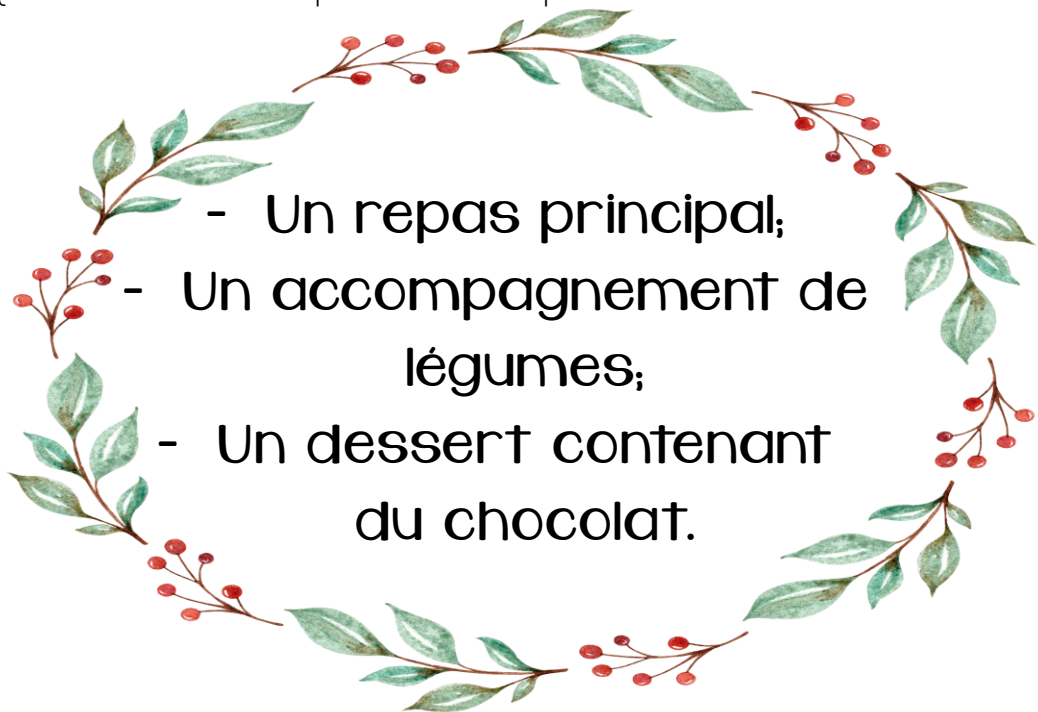 - Un repas principal;
- Un accompagnement de
légumes;
- Un dessert contenant
du chocolat.